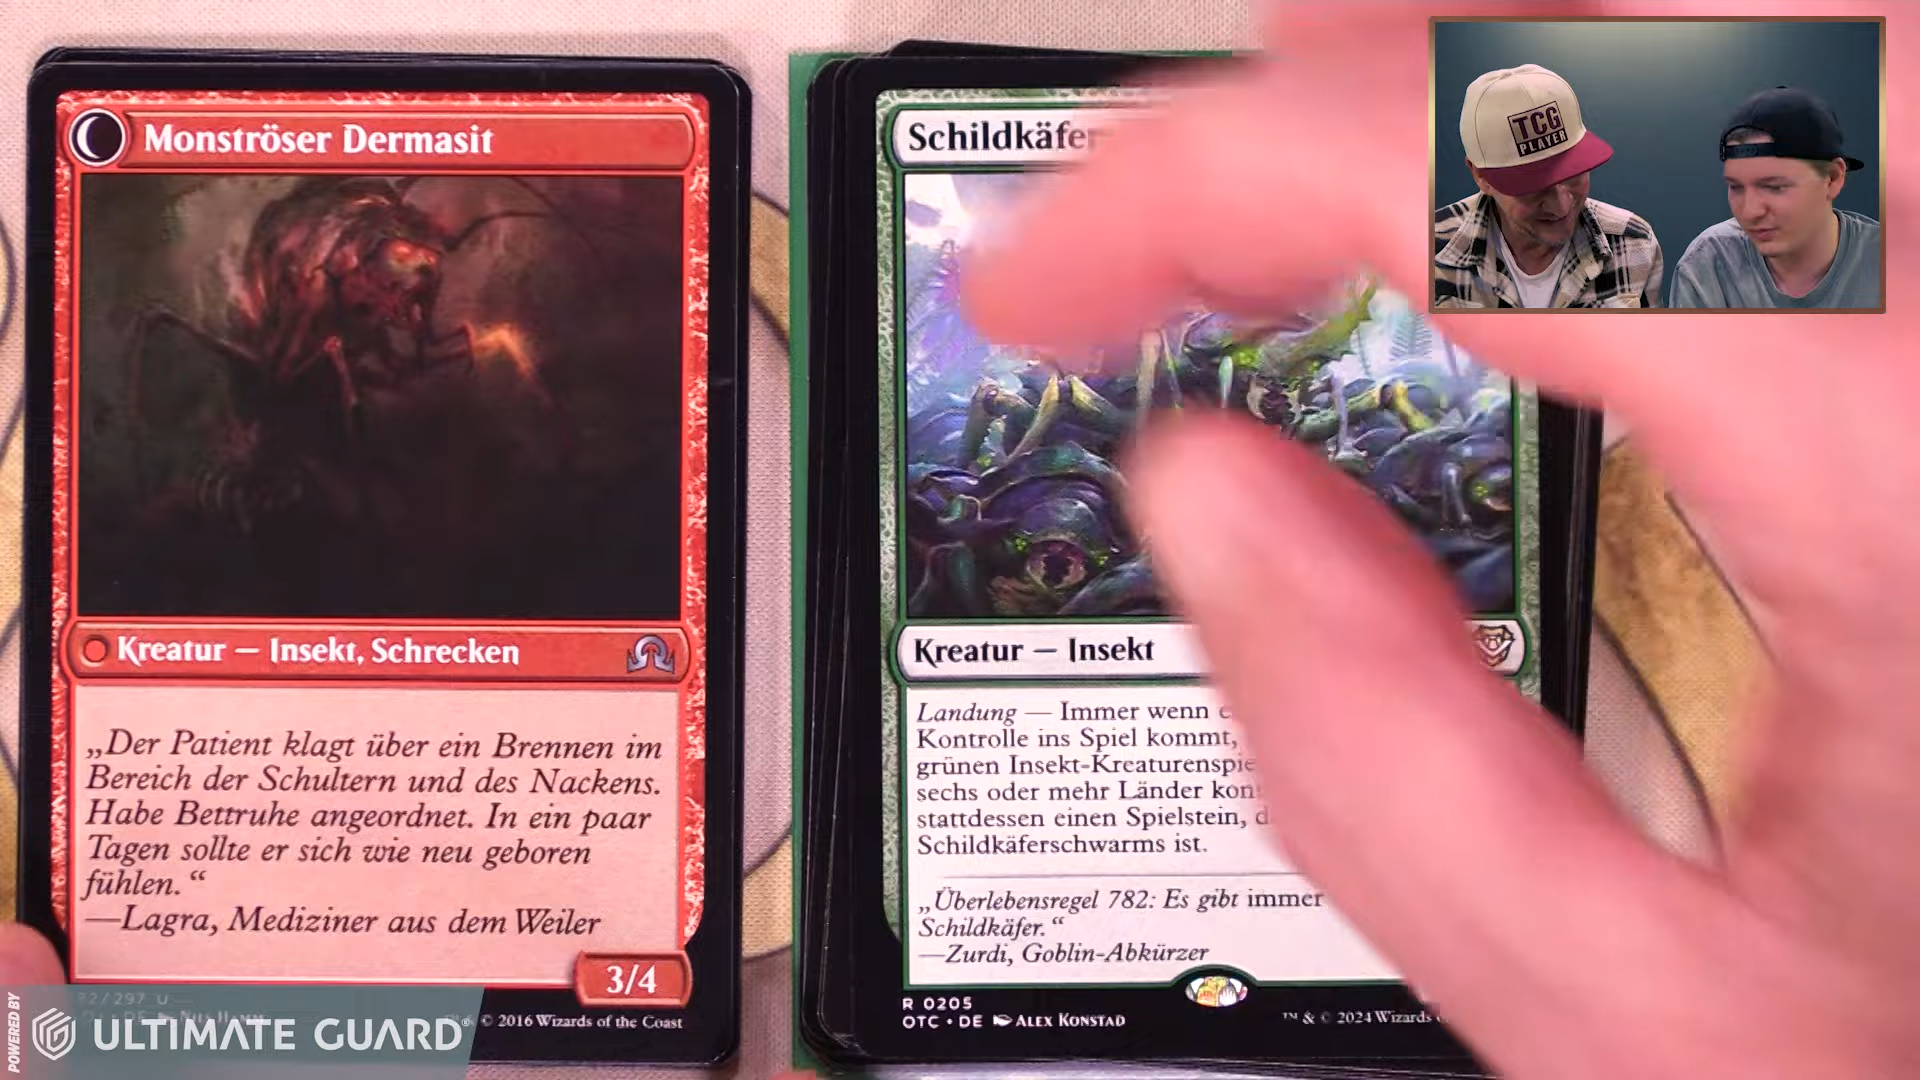 Monströser Dermasit
Kreatur — Insekt, Schrecken
„Der Patient klagt über ein Brennen im
Bereich der Schultern und des Nackens.
Habe Bettruhe angeordnet. In ein paar
Tagen sollte er sich wie neu geboren
fühlen.“
—Lagra, Mediziner aus dem Weiler
3/4
© 2016 Wizards of the Coast
Schildkäfer
Kreatur — Insekt
Landung — Immer wenn
Kontrolle ins Spiel kommt,
grünen Insekt-Kreaturenspie
sechs oder mehr Länder kon
stattdessen einen Spielstein, d
Schildkäferschwarms ist.
„Überlebensregel 782: Es gibt immer
Schildkäfer.“
—Zurdi, Goblin-Abkürzer
R 0205
OTC • DE ALEX KONSTAD
™ & © 2024 Wizards
TCG
PLAYER
POWERED BY
ULTIMATE GUARD®